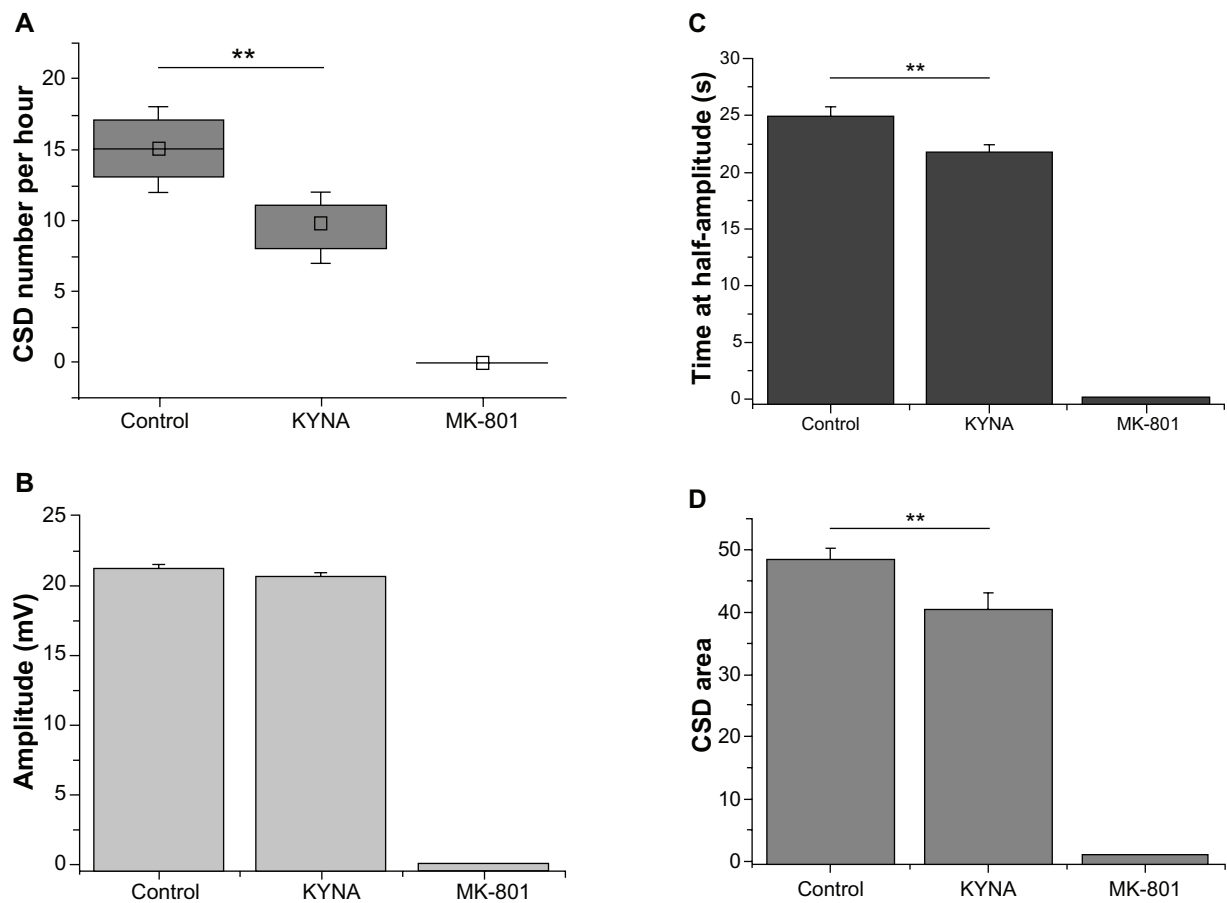 A
CSD number per hour
20
15
10
5
0
**
Control KYNA MK-801
B
Amplitude (mV)
25
20
15
10
5
0
Control KYNA MK-801
C
Time at half-amplitude (s)
30
25
20
15
10
5
0
**
Control KYNA MK-801
D
CSD area
50
40
30
20
10
0
**
Control KYNA MK-801